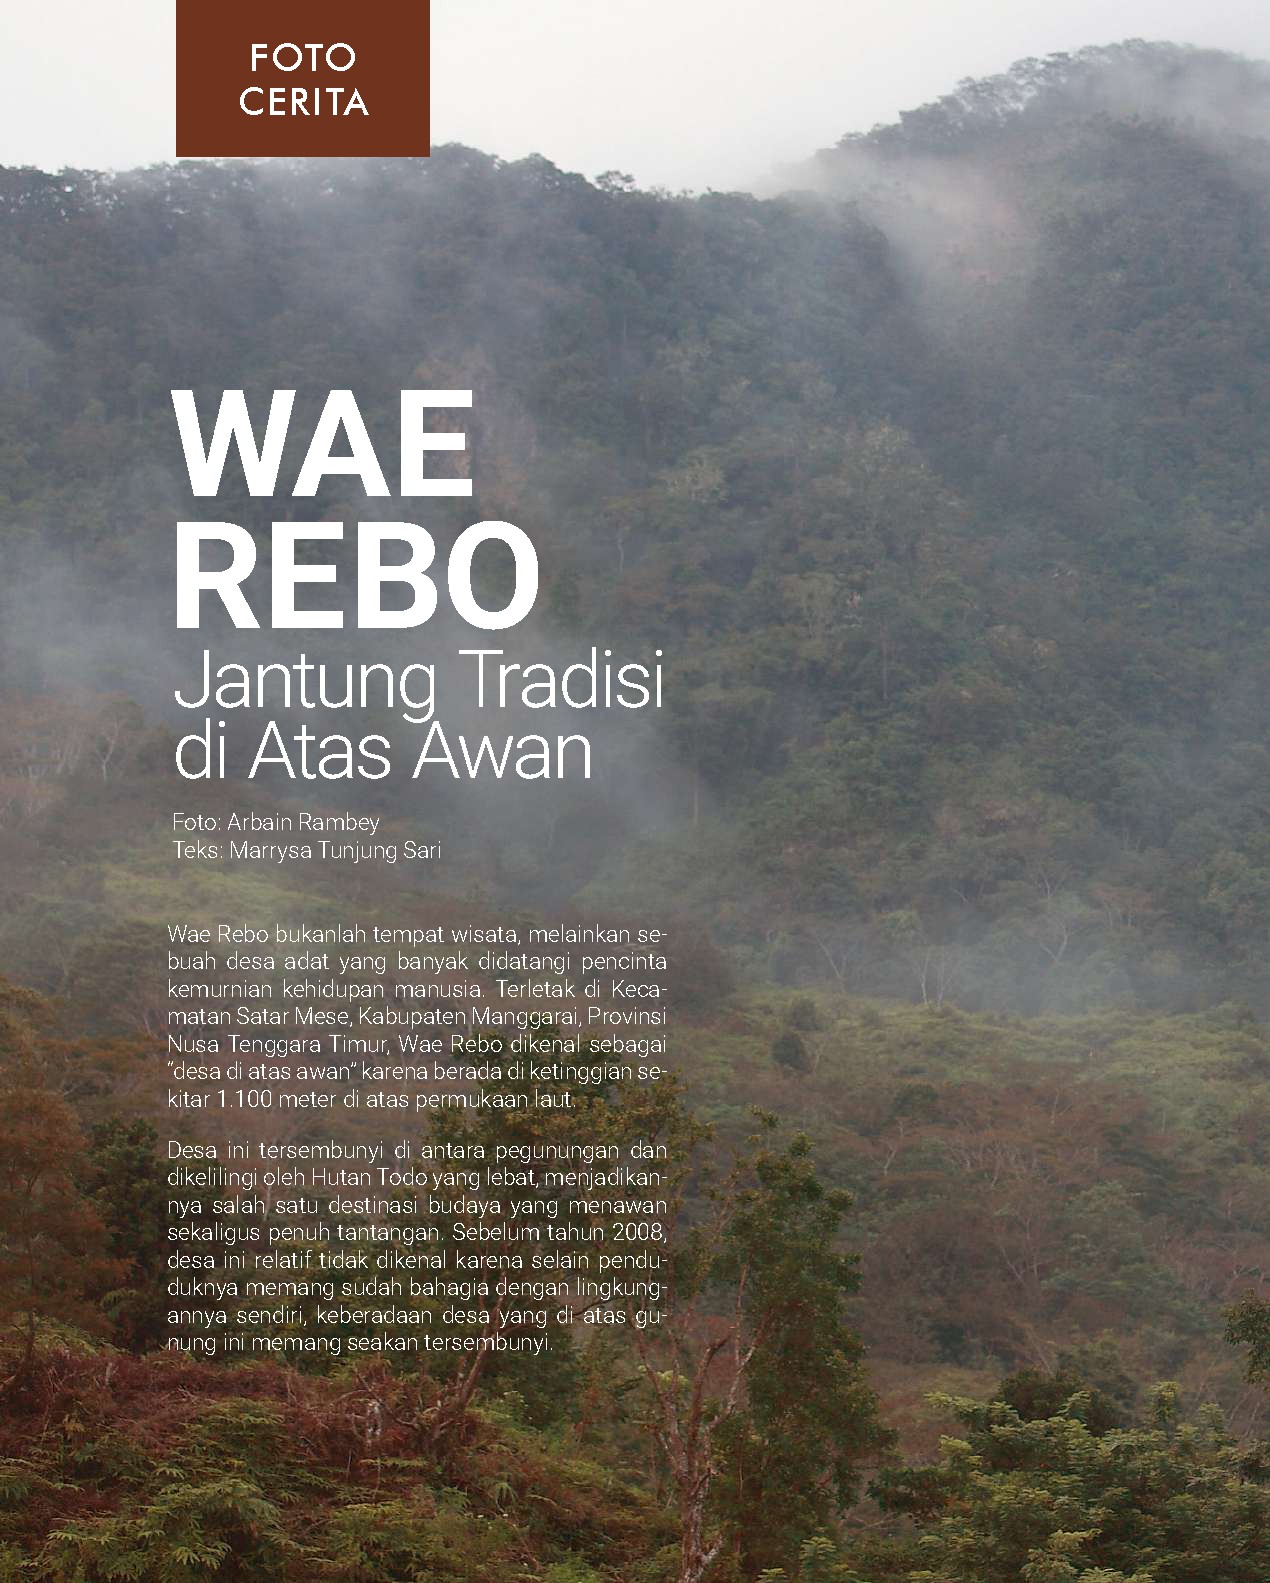 FOTO
CERITA
WAE
REBO
Jantung Tradisi
di Atas Awan
Foto: Arbain Rambey
Teks: Marrysa Tunjung Sari
Wae Rebo bukanlah tempat wisata, melainkan se-
buah desa adat yang banyak didatangi pencinta
kemurnian kehidupan manusia. Terletak di Keca-
matan Satar Mese, Kabupaten Manggarai, Provinsi
Nusa Tenggara Timur, Wae Rebo dikenal sebagai
“desa di atas awan” karena berada di ketinggian se-
kitar 1.100 meter di atas permukaan laut.
Desa ini tersembunyi di antara pegunungan dan
dikelilingi oleh Hutan Todo yang lebat, menjadikan-
nya salah satu destinasi budaya yang menawan
sekaligus penuh tantangan. Sebelum tahun 2008,
desa ini relatif tidak dikenal karena selain pendu-
duknya memang sudah bahagia dengan lingkung-
annya sendiri, keberadaan desa yang di atas gu-
nung ini memang seakan tersembunyi.